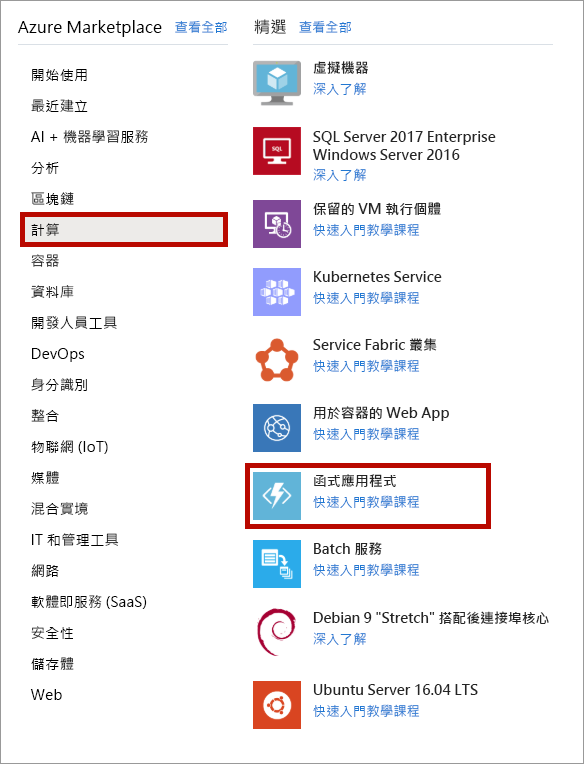 Azure Marketplace 查看全部
開始使用
最近建立
AI + 機器學習服務
分析
區塊鏈
計算
容器
資料庫
開發人員工具
DevOps
身分識別
整合
物聯網 (IoT)
媒體
混合實境
IT 和管理工具
網路
軟體即服務 (SaaS)
安全性
儲存體
Web
精選 查看全部
虛擬機器
深入了解
SQL
SQL Server 2017 Enterprise
Windows Server 2016
深入了解
保留的 VM 執行個體
快速入門教學課程
Kubernetes Service
快速入門教學課程
Service Fabric 叢集
快速入門教學課程
用於容器的 Web App
快速入門教學課程
函式應用程式
快速入門教學課程
Batch 服務
快速入門教學課程
Debian 9 "Stretch" 搭配後連接埠核心
深入了解
Ubuntu Server 16.04 LTS
快速入門教學課程